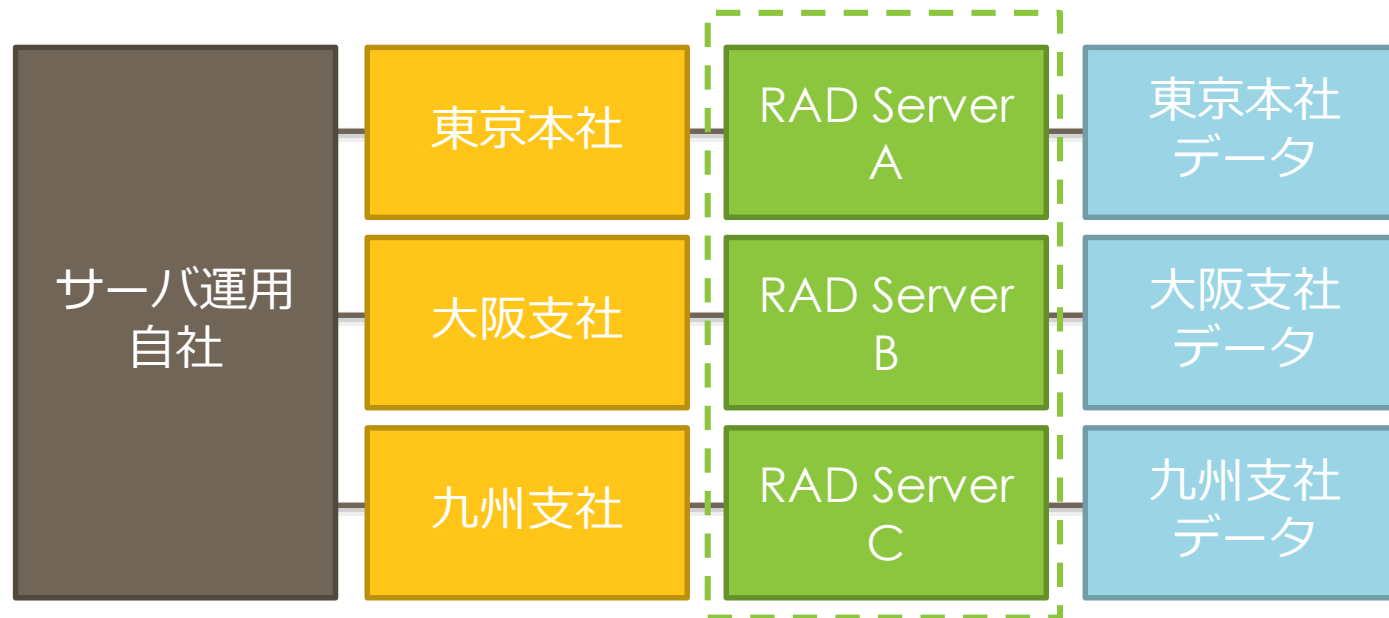 サーバ運用
自社
東京本社
RAD Server
A
東京本社
データ
大阪支社
RAD Server
B
大阪支社
データ
九州支社
RAD Server
C
九州支社
データ